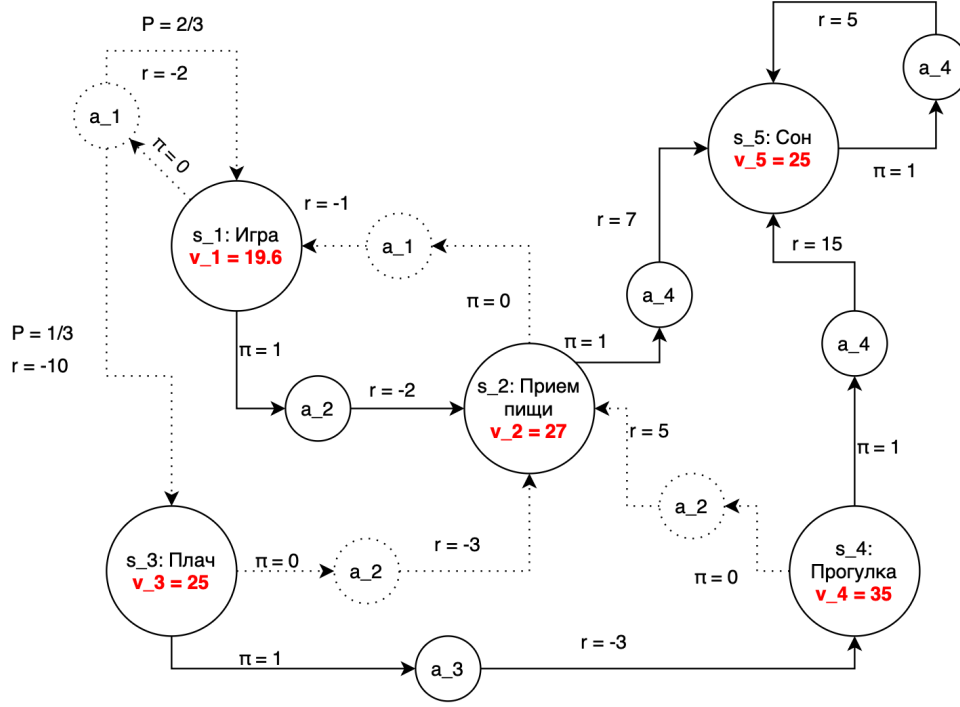 P = 2/3
r = -2
a_1
π = 0
s_1: Игра
v_1 = 19.6
r = -1
a_1
π = 0
r = 5
a_4
s_5: Сон
v_5 = 25
π = 1
r = 7
r = 15
a_4
a_4
P = 1/3
r = -10
π = 1
a_2
r = -2
π = 1
s_2: Прием
пищи
v_2 = 27
r = 5
π = 1
a_2
π = 0
s_3: Плач
v_3 = 25
π = 0
a_2
r = -3
s_4:
Прогулка
v_4 = 35
π = 1
a_3
r = -3